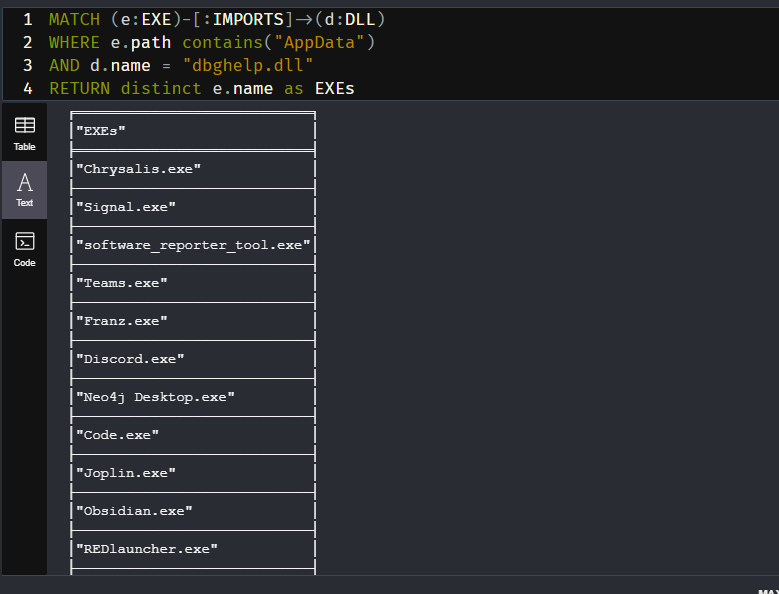 1 MATCH (e:EXE)-[:IMPORTS]→(d:DLL)
2 WHERE e.path contains("AppData")
3 AND d.name = "dbghelp.dll"
4 RETURN distinct e.name as EXEs
Table
Text
Code
"EXEs"
"Chrysalis.exe"
"Signal.exe"
"software_reporter_tool.exe"
"Teams.exe"
"Franz.exe"
"Discord.exe"
"Neo4j Desktop.exe"
"Code.exe"
"Joplin.exe"
"Obsidian.exe"
"REDlauncher.exe"